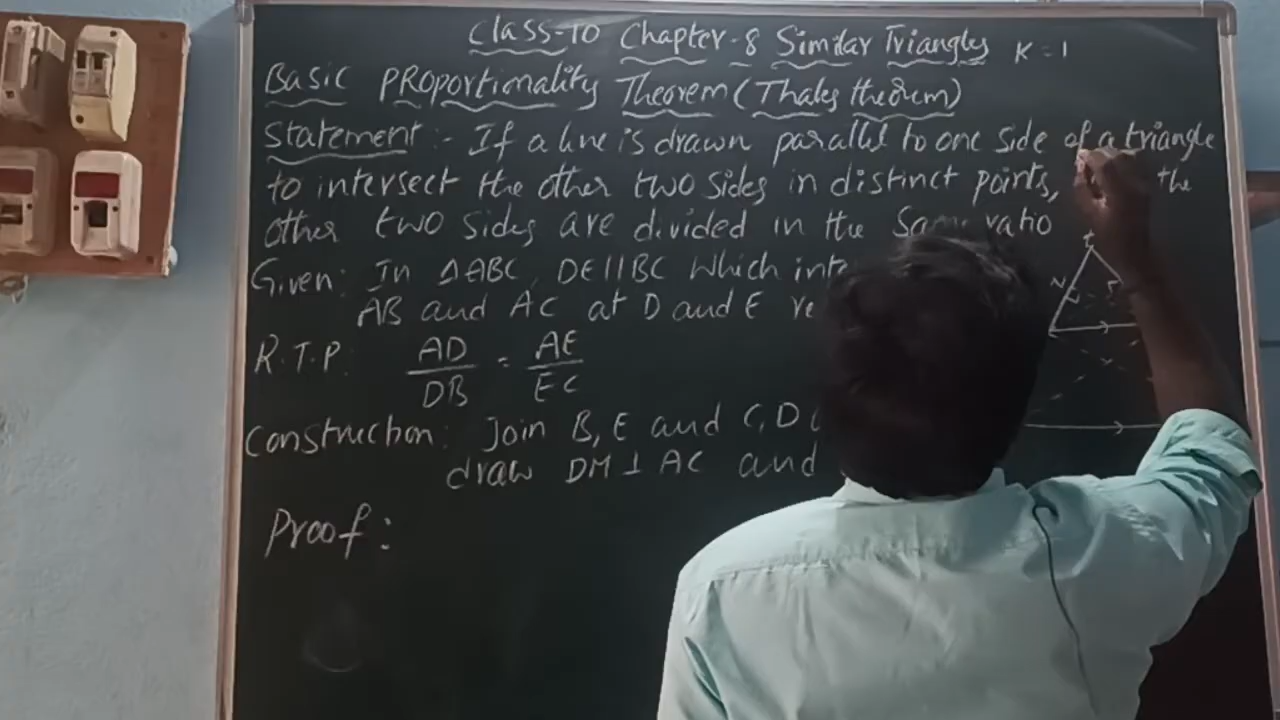 Class-10 Chapter-8 Similar Triangles K=1
Basic Proportionality Theorem (Thales theorem)
Statement :- If a line is drawn parallel to one side of a triangle
to intersect the other two sides in distinct points, the
other two sides are divided in the Same ratio
Given: In ΔABC, DE||BC Which
AB and AC at D and E
R.T.P: AD/DB = AE/EC
Construction: Join B, E and C, D
draw DM⊥AC and
Proof: